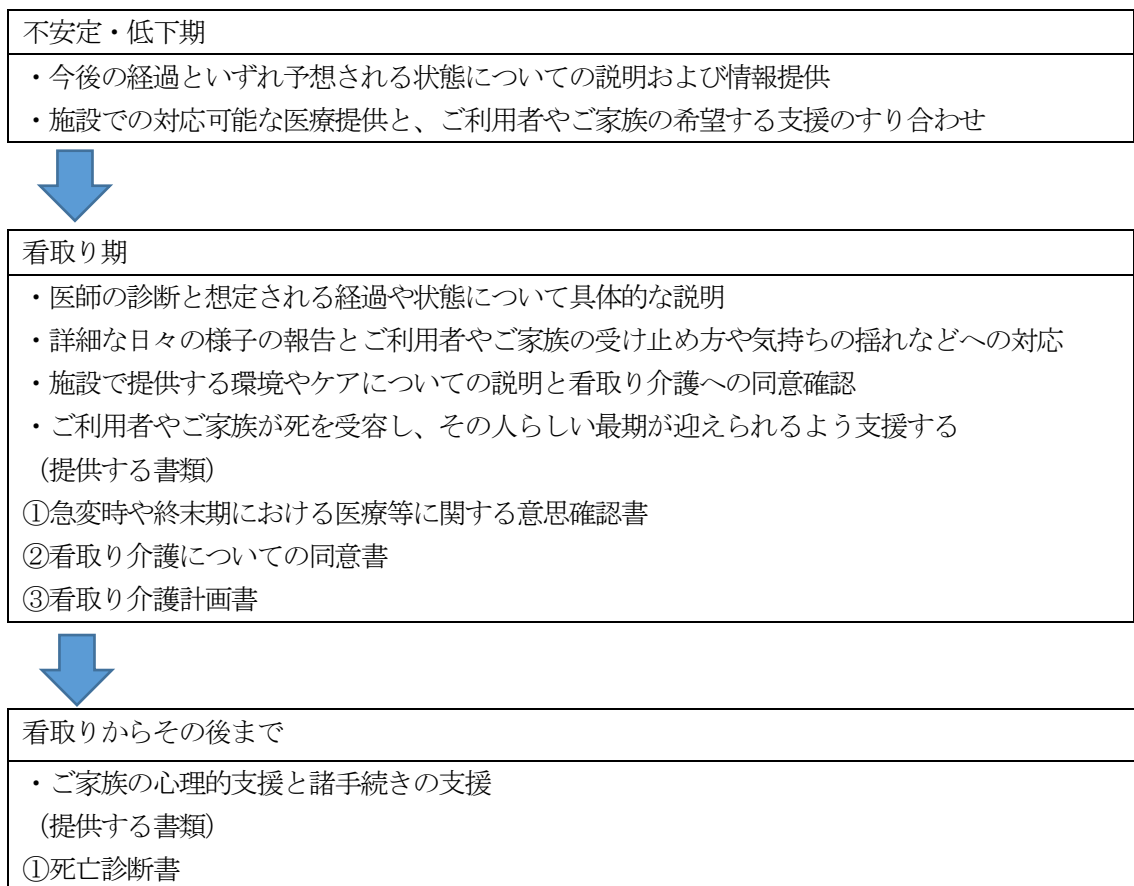 不安定・低下期
・今後の経過といずれ予想される状態についての説明および情報提供
・施設での対応可能な医療提供と、ご利用者やご家族の希望する支援のすり合わせ
看取り期
・医師の診断と想定される経過や状態について具体的な説明
・詳細な日々の様子の報告とご利用者やご家族の受け止め方や気持ちの揺れなどへの対応
・施設で提供する環境やケアについての説明と看取り介護への同意確認
・ご利用者やご家族が死を受容し、その人らしい最期が迎えられるよう支援する
（提供する書類）
①急変時や終末期における医療等に関する意思確認書
②看取り介護についての同意書
③看取り介護計画書
看取りからその後まで
・ご家族の心理的支援と諸手続きの支援
（提供する書類）
①死亡診断書